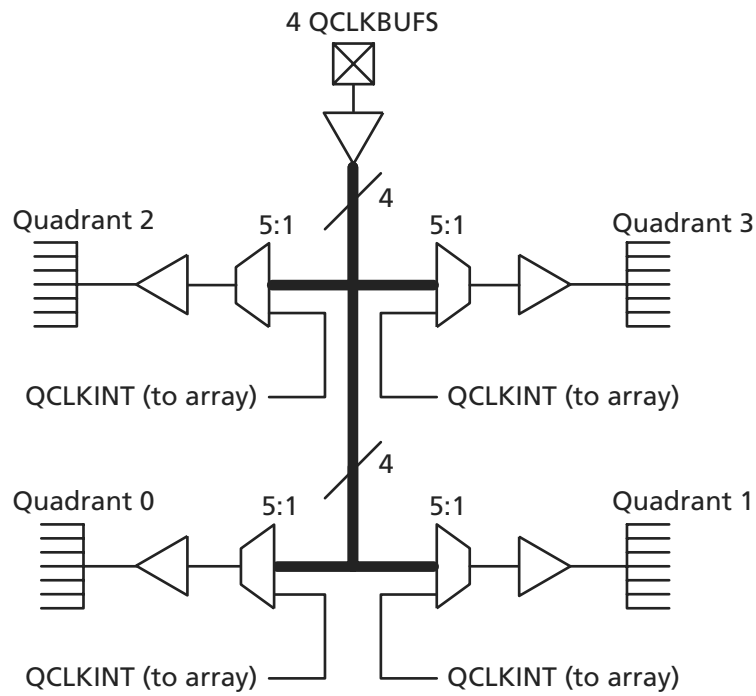 4 QCLKBUFS
4
Quadrant 2
5:1
5:1
Quadrant 3
QCLKINT (to array)
QCLKINT (to array)
4
Quadrant 0
5:1
5:1
Quadrant 1
QCLKINT (to array)
QCLKINT (to array)